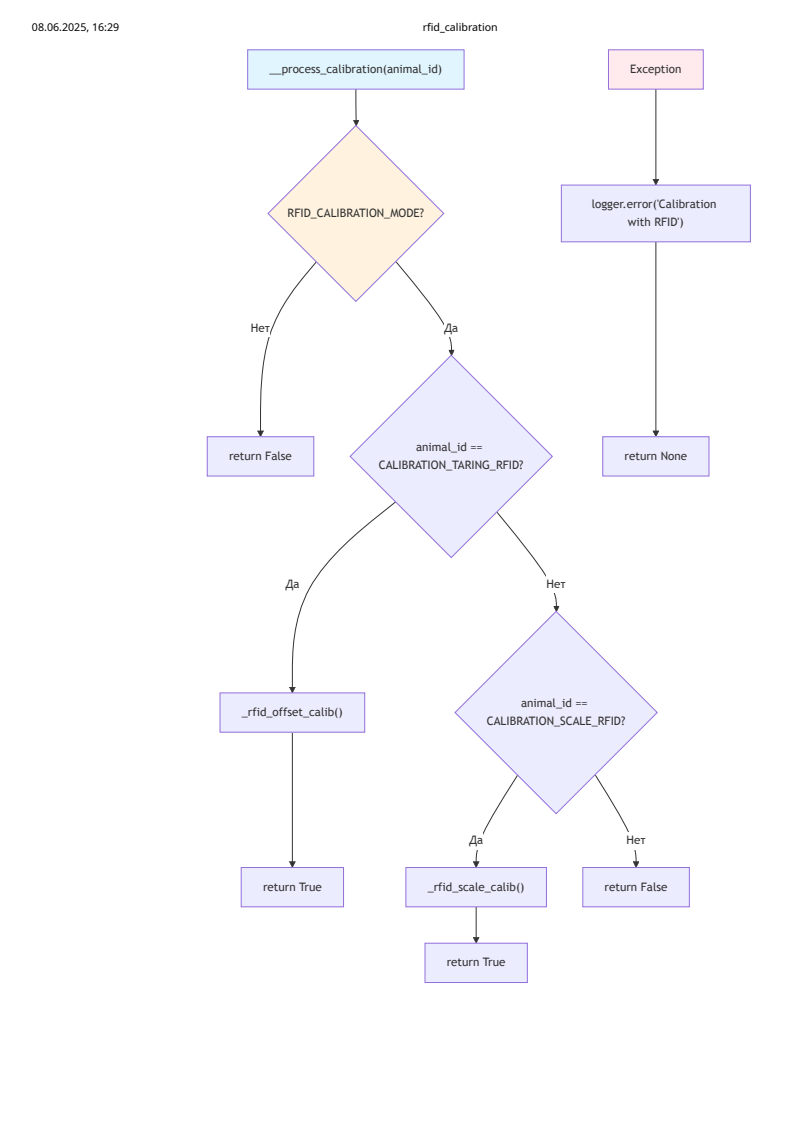 08.06.2025, 16:29
rfid_calibration
__process_calibration(animal_id)
Exception
RFID_CALIBRATION_MODE?
logger.error('Calibration
with RFID')
Нет
Да
return False
animal_id ==
CALIBRATION_TARING_RFID?
return None
Да
Нет
_rfid_offset_calib()
animal_id ==
CALIBRATION_SCALE_RFID?
Да
Нет
return True
_rfid_scale_calib()
return False
return True